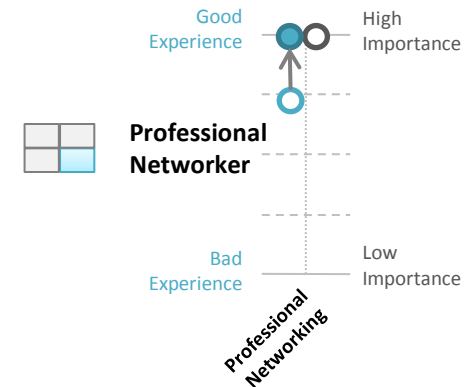 Good
Experience
High
Importance
Professional
Networker
Bad
Experience
Low
Importance
Professional
Networking